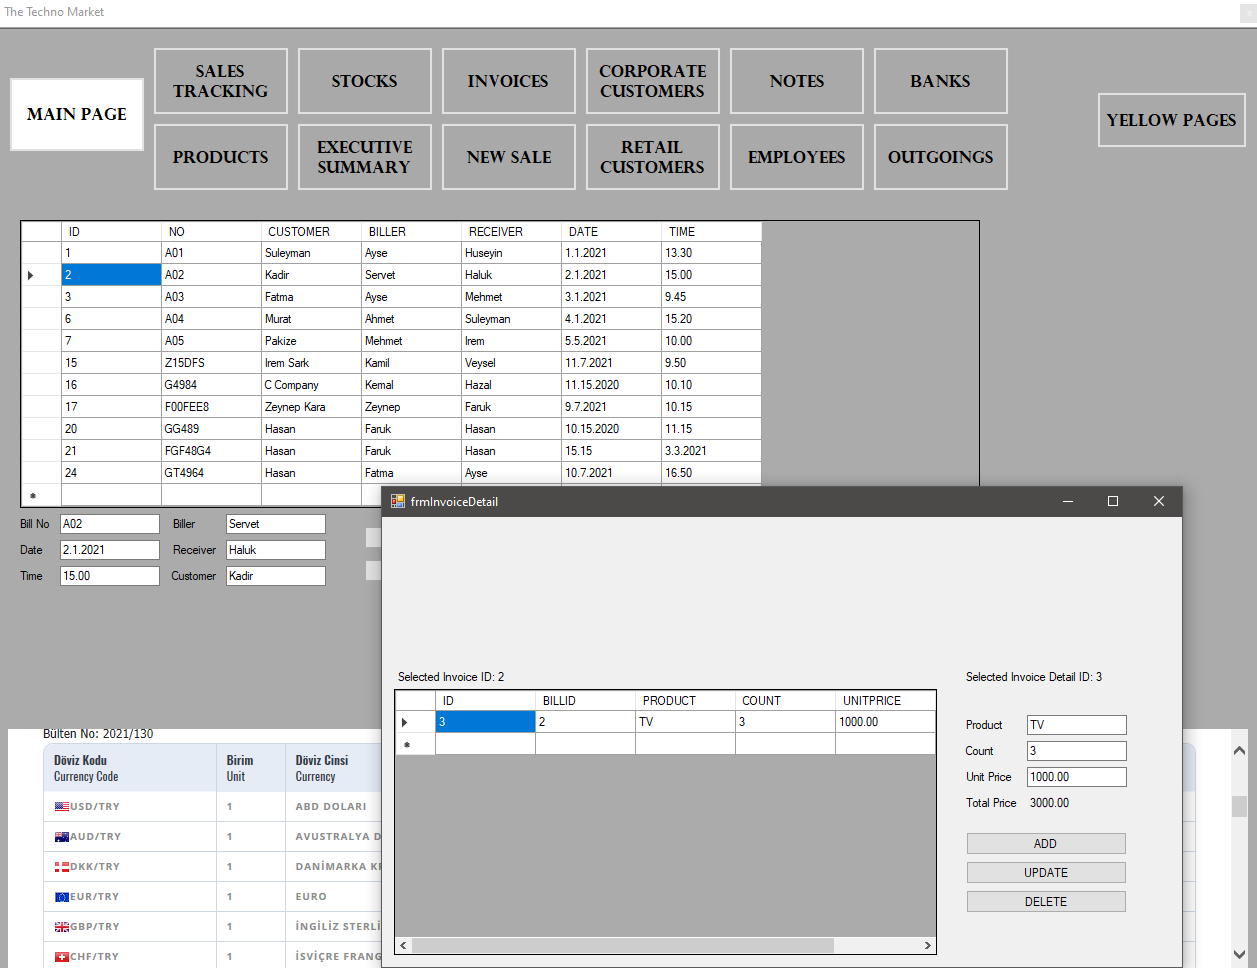 The Techno Market
MAIN PAGE
SALES TRACKING
STOCKS
INVOICES
CORPORATE CUSTOMERS
NOTES
BANKS
YELLOW PAGES
PRODUCTS
EXECUTIVE SUMMARY
NEW SALE
RETAIL CUSTOMERS
EMPLOYEES
OUTGOINGS
ID NO CUSTOMER BILLER RECEIVER DATE TIME
1 A01 Suleyman Ayse Huseyin 1.1.2021 13.30
2 A02 Kadir Servet Haluk 2.1.2021 15.00
3 A03 Fatma Ayse Mehmet 3.1.2021 9.45
6 A04 Murat Ahmet Suleyman 4.1.2021 15.20
7 A05 Pakize Mehmet Irem 5.5.2021 10.00
15 Z15DFS Irem Sark Kamil Veysel 11.7.2021 9.50
16 G4984 C Company Kemal Hazal 11.15.2020 10.10
17 F00FEE8 Zeynep Kara Zeynep Faruk 9.7.2021 10.15
20 GG489 Hasan Faruk Hasan 10.15.2020 11.15
21 FGF48G4 Hasan Faruk Hasan 15.15 3.3.2021
24 GT4964 Hasan Fatma Ayse 10.7.2021 16.50
Bill No A02 Biller Servet
Date 2.1.2021 Receiver Haluk
Time 15.00 Customer Kadir
frmInvoiceDetail
Selected Invoice ID: 2
ID BILLID PRODUCT COUNT UNITPRICE
3 2 TV 3 1000.00
Selected Invoice Detail ID: 3
Product TV
Count 3
Unit Price 1000.00
Total Price 3000.00
ADD
UPDATE
DELETE
Bülten No: 2021/130
Döviz Kodu Birim Döviz Cinsi
Currency Code Unit Currency
USD/TRY 1 ABD DOLARI
AUD/TRY 1 AVUSTRALYA D
DKK/TRY 1 DANİMARKA
EUR/TRY 1 EURO
GBP/TRY 1 İNGİLİZ STERLİ
CHF/TRY 1 İSVİÇRE FRANG